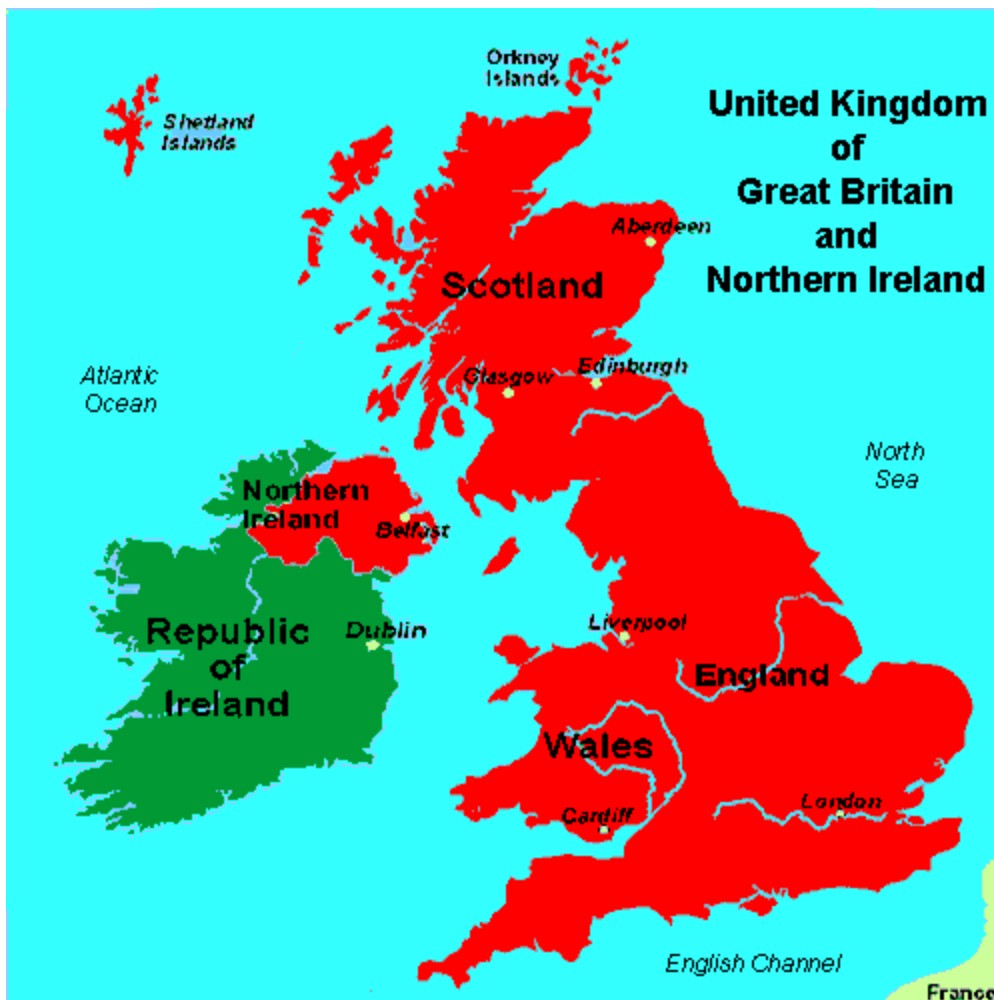 Orkney
Islands
United Kingdom
of
Great Britain
and
Northern Ireland
Shetland
Islands
Aberdeen
Scotland
Atlantic
Ocean
Glasgow
Edinburgh
North
Sea
Northern
Ireland
Belfast
Republic
of
Ireland
Dublin
Liverpool
England
Wales
Cardiff
London
English Channel
France